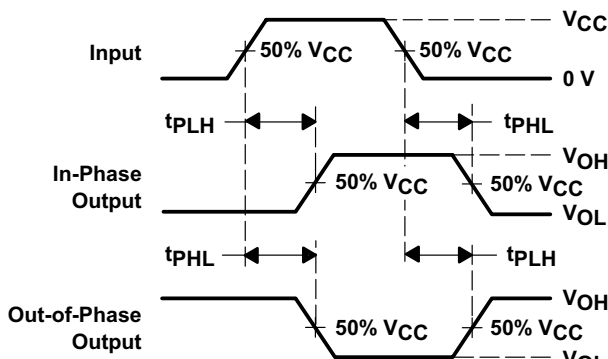 VCC
Input
50% VCC
50% VCC
0 V
tPLH
tPHL
VOH
In-Phase
Output
50% VCC
50% VCC
VOL
tPHL
tPLH
VOH
Out-of-Phase
Output
50% VCC
50% VCC